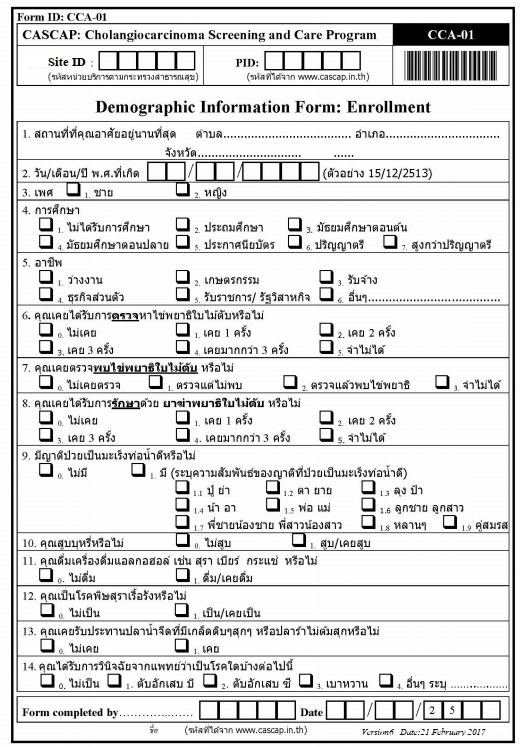 Form ID: CCA-01
CASCAP: Cholangiocarcinoma Screening and Care Program
CCA-01
Site ID :
PID:
(รหัสหน่วยบริการตามกระทรวงสาธารณสุข)
(รหัสที่ได้จาก www.cascap.in.th)
Demographic Information Form: Enrollment
1. สถานที่ที่คุณอาศัยอยู่นานที่สุด ตำบล.................................... อำเภอ................................
จังหวัด............................. ......
2. วัน/เดือน/ปี พ.ศ.ที่เกิด / / (ตัวอย่าง 15/12/2513)
3. เพศ 1. ชาย 2. หญิง
4. การศึกษา
1. ไม่ได้รับการศึกษา 2. ประถมศึกษา 3. มัธยมศึกษาตอนต้น
4. มัธยมศึกษาตอนปลาย 5. ประกาศนียบัตร 6. ปริญญาตรี 7. สูงกว่าปริญญาตรี
5. อาชีพ
1. ว่างงาน 2. เกษตรกรรม 3. รับจ้าง
4. ธุรกิจส่วนตัว 5. รับราชการ/ รัฐวิสาหกิจ 6. อื่นๆ................................
6. คุณเคยได้รับการตรวจหาไข่พยาธิใบไม้ตับหรือไม่
0. ไม่เคย 1. เคย 1 ครั้ง 2. เคย 2 ครั้ง
3. เคย 3 ครั้ง 4. เคยมากกว่า 3 ครั้ง 5. จำไม่ได้
7. คุณเคยตรวจพบไข่พยาธิใบไม้ตับ หรือไม่
0. ไม่เคยตรวจ 1. ตรวจแต่ไม่พบ 2. ตรวจแล้วพบไข่พยาธิ 3. จำไม่ได้
8. คุณเคยได้รับการรักษาด้วย ยาฆ่าพยาธิใบไม้ตับ หรือไม่
0. ไม่เคย 1. เคย 1 ครั้ง 2. เคย 2 ครั้ง
3. เคย 3 ครั้ง 4. เคยมากกว่า 3 ครั้ง 5. จำไม่ได้
9. มีญาติป่วยเป็นมะเร็งท่อน้ำดีหรือไม่
0. ไม่มี 1. มี (ระบุความสัมพันธ์ของญาติที่ป่วยเป็นมะเร็งท่อน้ำดี)
1.1 ปู่ ย่า 1.2 ตา ยาย 1.3 ลุง ป้า
1.4 น้า อา 1.5 พ่อ แม่ 1.6 ลูกชาย ลูกสาว
1.7 พี่ชายน้องชาย พี่สาวน้องสาว 1.8 หลานๆ 1.9 คู่สมรส
10. คุณสูบบุหรี่หรือไม่ 0. ไม่สูบ 1. สูบ/เคยสูบ
11. คุณดื่มเครื่องดื่มแอลกอฮอล์ เช่น สุรา เบียร์ กระแช่ หรือไม่
0. ไม่ดื่ม 1. ดื่ม/เคยดื่ม
12. คุณเป็นโรคพิษสุราเรื้อรังหรือไม่
0. ไม่เป็น 1. เป็น/เคยเป็น
13. คุณเคยรับประทานปลาน้ำจืดที่มีเกล็ดดิบๆสุกๆ หรือปลาร้าไม่ต้มสุกหรือไม่
0. ไม่เคย 1. เคย
14. คุณได้รับการวินิจฉัยจากแพทย์ว่าเป็นโรคใดบ้างต่อไปนี้
0. ไม่เป็น 1. ตับอักเสบ บี 2. ตับอักเสบ ซี 3. เบาหวาน 4. อื่นๆ ระบุ ................
Form completed by.................. Date / / 2 5
ชื่อ (รหัสที่ได้จาก www.cascap.in.th) Version6 Date:21 February 2017